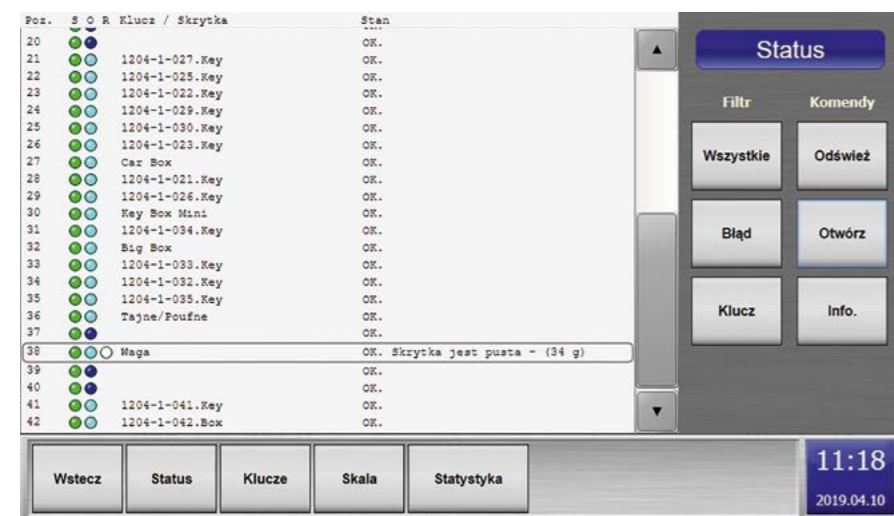 Poz. S O R Klucz / Skrytka Stan
20 OK.
21 1204-1-027.Key OK.
22 1204-1-025.Key OK.
23 1204-1-022.Key OK.
24 1204-1-029.Key OK.
25 1204-1-030.Key OK.
26 1204-1-023.Key OK.
27 Car Box OK.
28 1204-1-021.Key OK.
29 1204-1-026.Key OK.
30 Key Box Mini OK.
31 1204-1-034.Key OK.
32 Big Box OK.
33 1204-1-033.Key OK.
34 1204-1-032.Key OK.
35 1204-1-035.Key OK.
36 Tajne/Poufne OK.
37 OK.
38 Waga OK. Skrytka jest pusta - (34 g)
39 OK.
40 OK.
41 1204-1-041.Key OK.
42 1204-1-042.Box OK.
Status
Filtr Komendy
Wszystkie Odśwież
Błąd Otwórz
Klucz Info.
Wstecz Status Klucze Skala Statystyka
11:18
2019.04.10